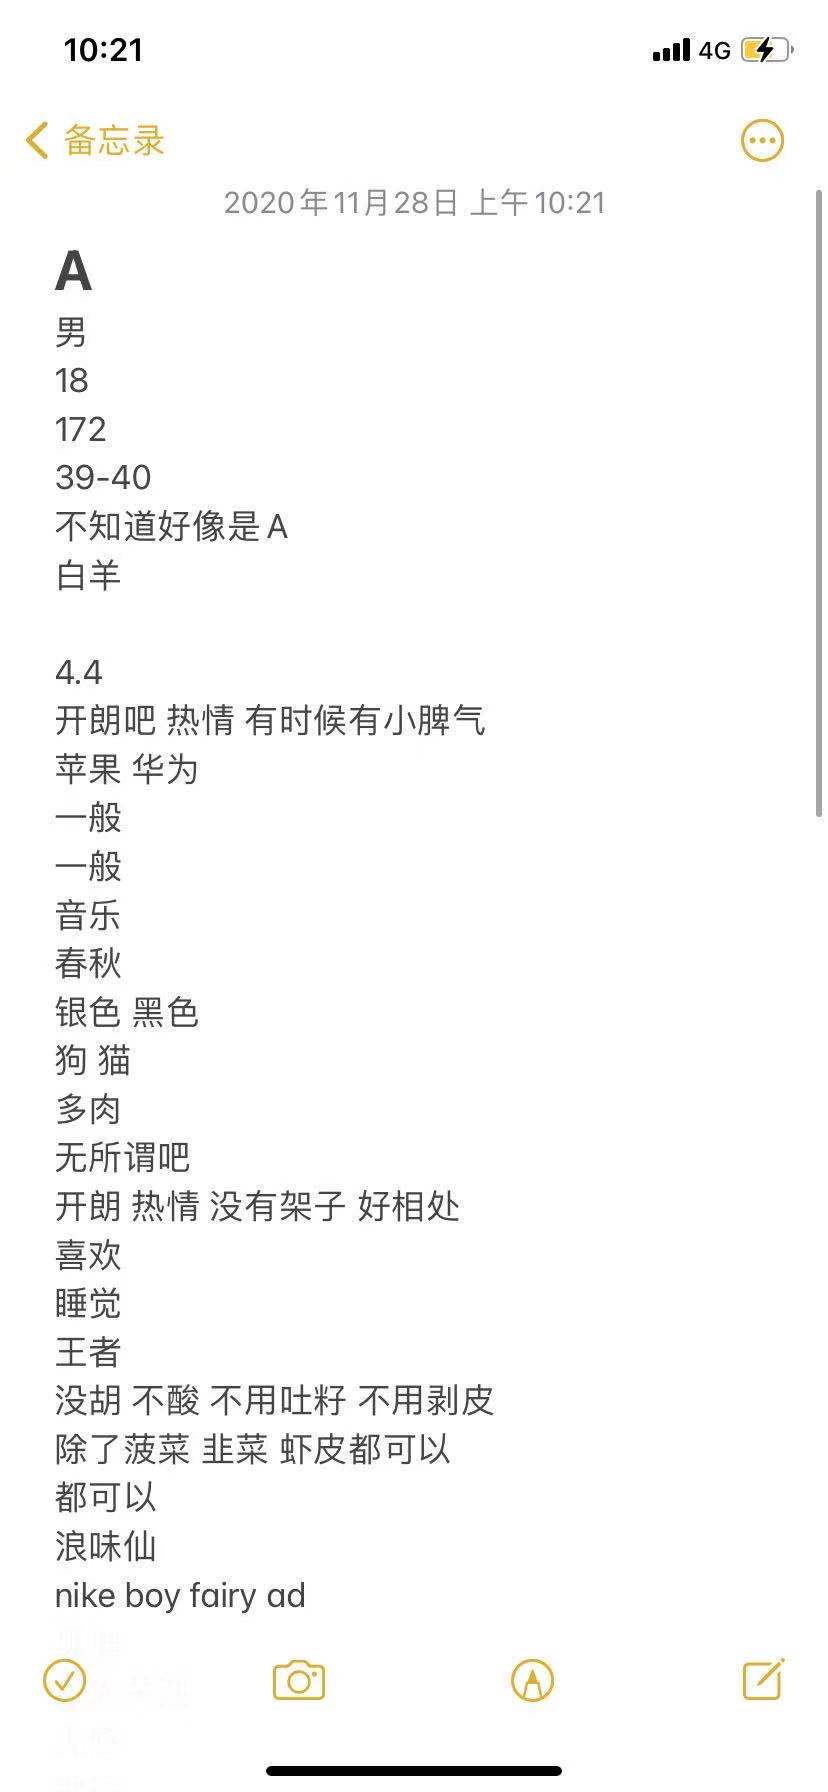 10:21
4G
备忘录
2020年11月28日 上午10:21
A
男
18
172
39-40
不知道好像是A
白羊
4.4
开朗吧 热情 有时候有小脾气
苹果 华为
一般
一般
音乐
春秋
银色 黑色
狗 猫
多肉
无所谓吧
开朗 热情 没有架子 好相处
喜欢
睡觉
王者
没胡 不酸 不用吐籽 不用剥皮
除了菠菜 韭菜 虾皮都可以
都可以
浪味仙
nike boy fairy ad